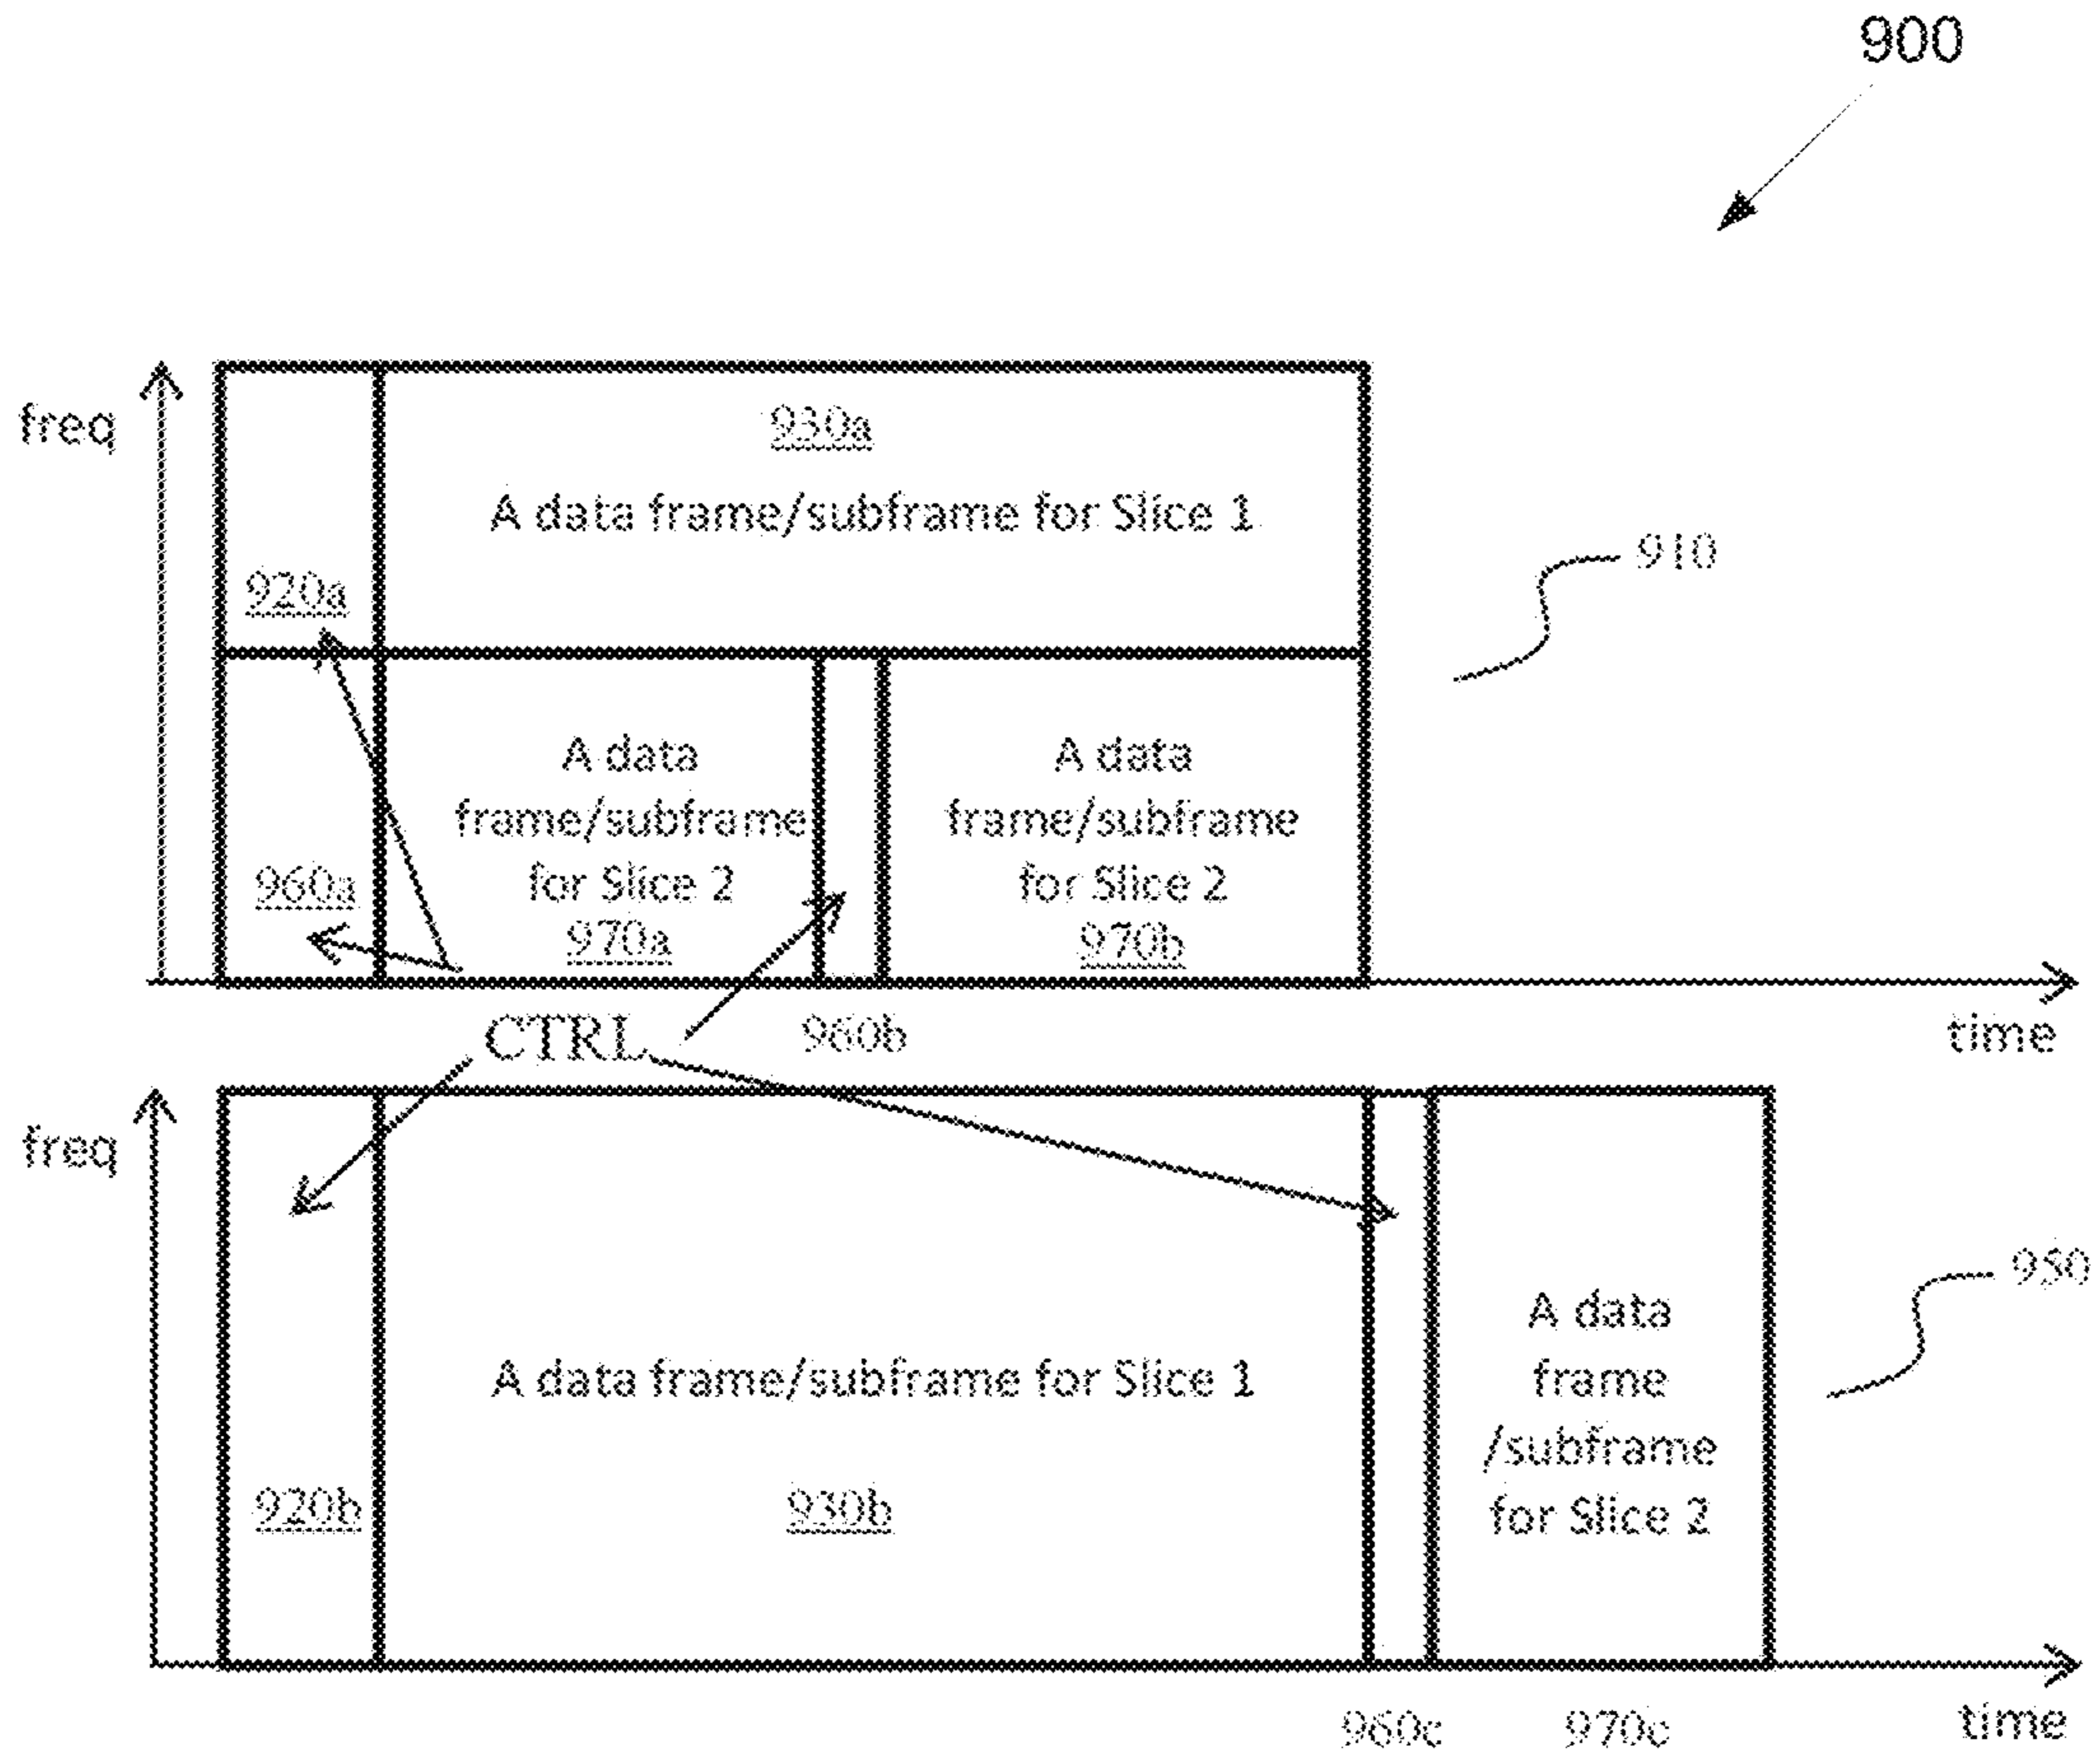 900
freq
930a
A data frame/subframe for Slice 1
910
920a
A data
frame/subframe
for Slice 2
970a
A data
frame/subframe
for Slice 2
970b
960a
time
CTRL
960b
freq
950
A data
frame
/subframe
for Slice 2
A data frame/subframe for Slice 1
920b
930b
960c
970c
time